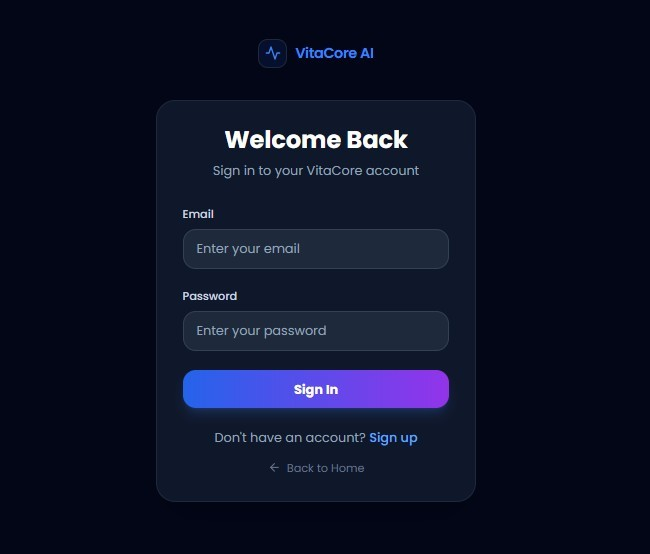 VitaCore AI
Welcome Back
Sign in to your VitaCore account
Email
Enter your email
Password
Enter your password
Sign In
Don't have an account? Sign up
← Back to Home